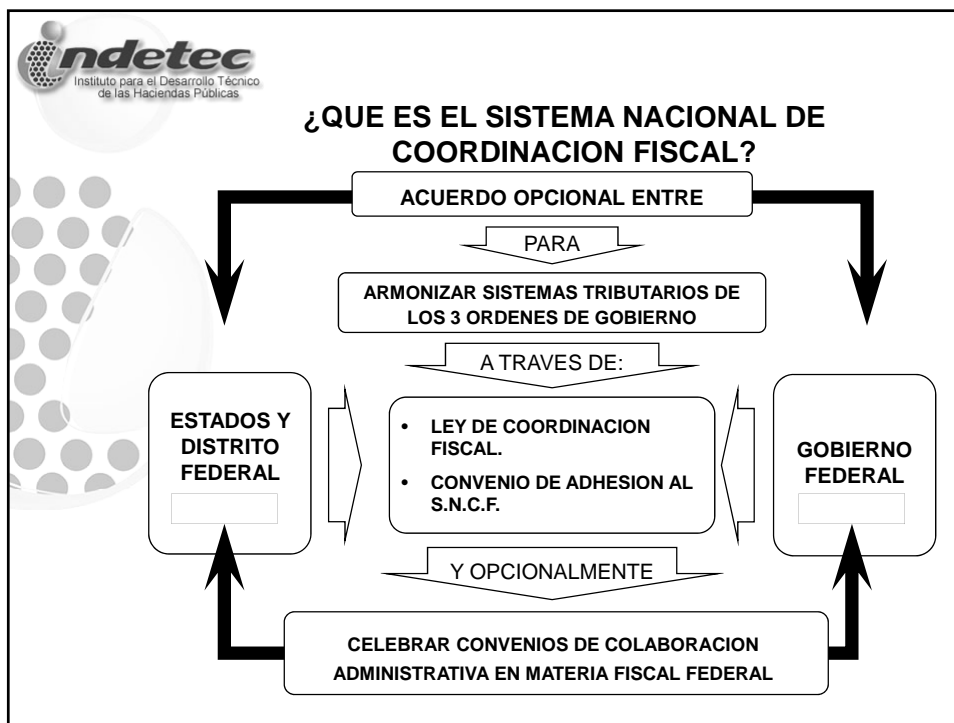 indetec
Instituto para el Desarrollo Técnico
de las Haciendas Públicas
¿QUE ES EL SISTEMA NACIONAL DE
COORDINACION FISCAL?
ACUERDO OPCIONAL ENTRE
PARA
ARMONIZAR SISTEMAS TRIBUTARIOS DE
LOS 3 ORDENES DE GOBIERNO
A TRAVES DE:
ESTADOS Y
DISTRITO
FEDERAL
• LEY DE COORDINACION
FISCAL.
• CONVENIO DE ADHESION AL
S.N.C.F.
GOBIERNO
FEDERAL
Y OPCIONALMENTE
CELEBRAR CONVENIOS DE COLABORACION
ADMINISTRATIVA EN MATERIA FISCAL FEDERAL